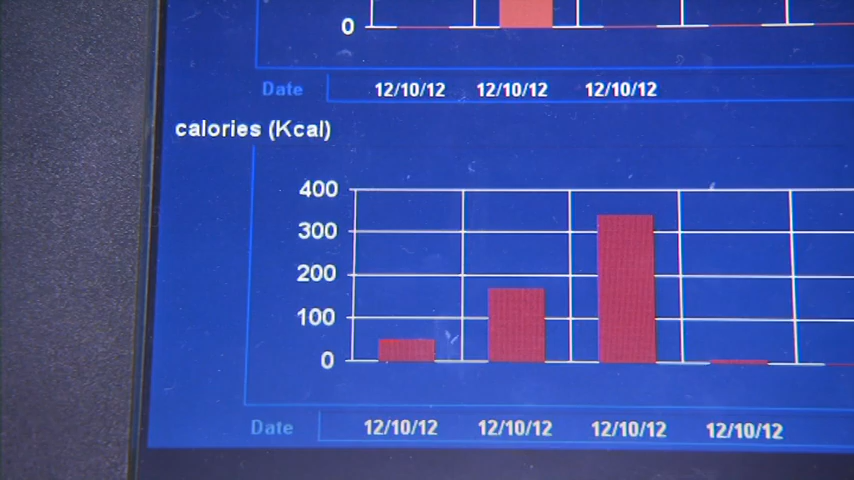 0
Date 12/10/12 12/10/12 12/10/12
calories (Kcal)
400
300
200
100
0
Date 12/10/12 12/10/12 12/10/12 12/10/12